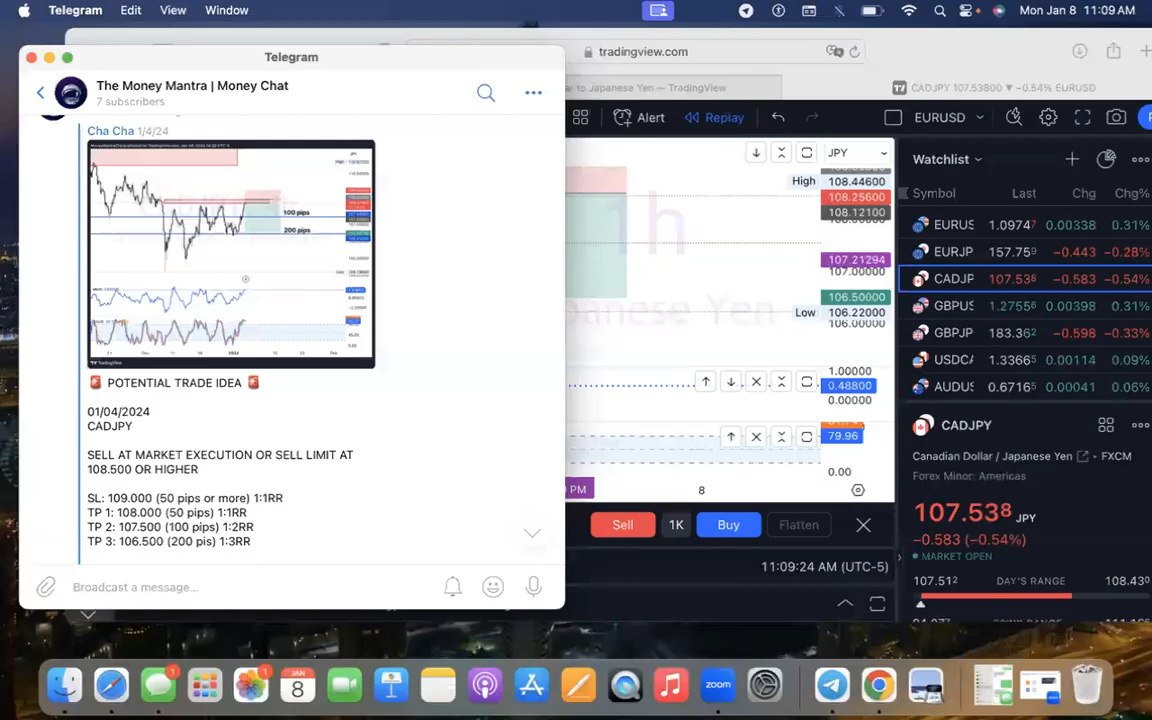 Telegram Edit View Window Mon Jan 8 11:09 AM
Telegram
The Money Mantra | Money Chat
7 subscribers
Cha Cha 1/4/24
100 pips
200 pips
🚨 POTENTIAL TRADE IDEA 🚨
01/04/2024
CADJPY
SELL AT MARKET EXECUTION OR SELL LIMIT AT
108.500 OR HIGHER
SL: 109.000 (50 pips or more) 1:1RR
TP 1: 108.000 (50 pips) 1:1RR
TP 2: 107.500 (100 pips) 1:2RR
TP 3: 106.500 (200 pis) 1:3RR
Broadcast a message...
tradingview.com
to Japanese Yen — TradingView
CADJPY 107.53800 ▼ −0.54% EURUSD
Alert Replay
EURUSD
JPY
High 108.44600
108.25600
108.12100
1h
107.21294
107.00000
106.50000
panese Yen
Low 106.22000
106.00000
1.00000
0.48800
0.00000
79.96
0.00
PM 8
Sell 1K Buy Flatten
11:09:24 AM (UTC-5)
Watchlist
Symbol Last Chg Chg%
EURUS 1.09747 0.00338 0.31%
EURJP 157.759 −0.443 −0.28%
CADJP 107.538 −0.583 −0.54%
GBPUS 1.27556 0.00398 0.31%
GBPJP 183.362 −0.598 −0.33%
USDCA 1.33665 0.00114 0.09%
AUDUS 0.67165 0.00041 0.06%
CADJPY
Canadian Dollar / Japanese Yen • FXCM
Forex Minor: Americas
107.538 JPY
−0.583 (−0.54%)
MARKET OPEN
107.512 DAY'S RANGE 108.430
1
JAN
8
1
zoom